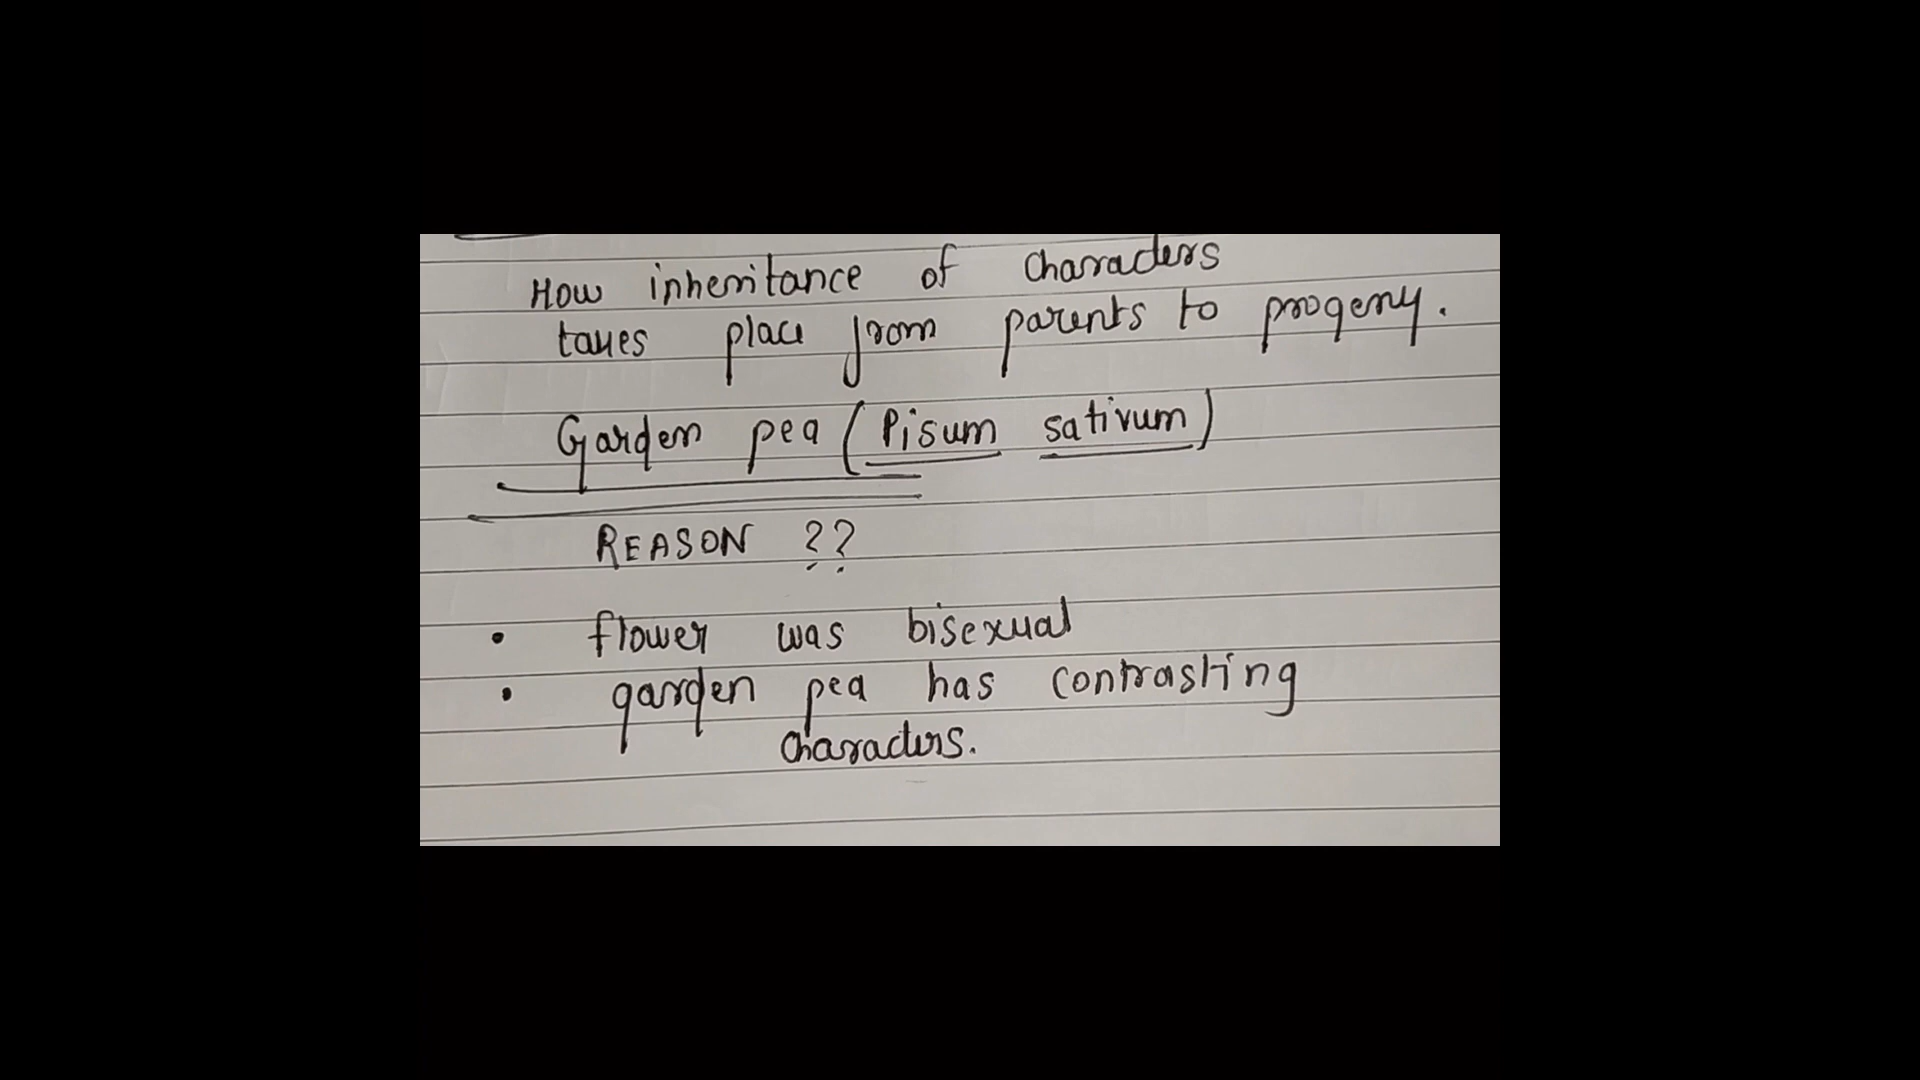 How inheritance of characters
takes place from parents to progeny.
Garden pea (Pisum sativum)
REASON ??
• flower was bisexual
• garden pea has contrasting
characters.